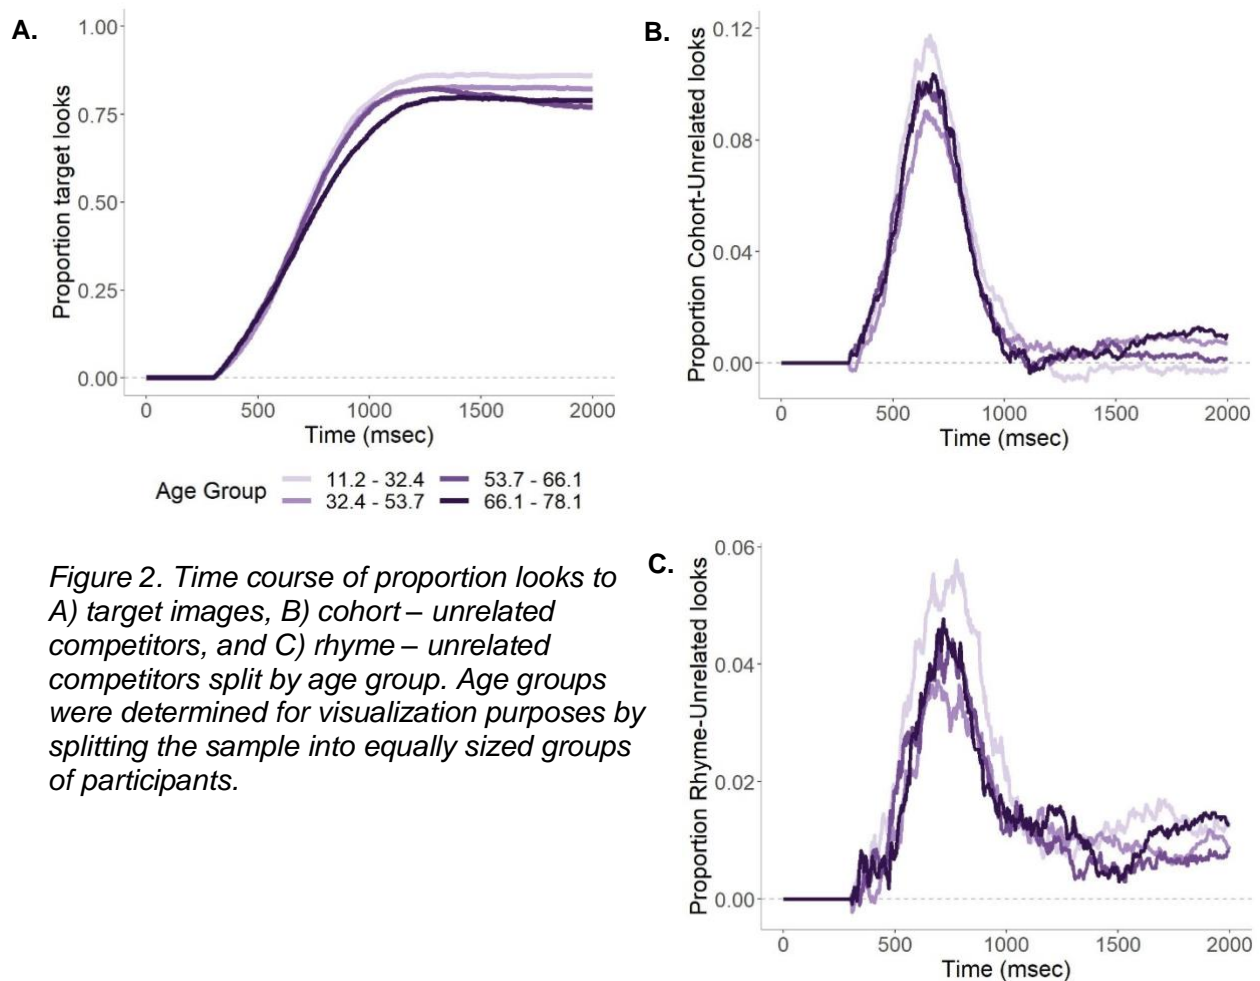 A.
1.00
0.75
0.50
0.25
0.00
Proportion target looks
0
500
1000
1500
2000
Time (msec)
Age Group
11.2 - 32.4
53.7 - 66.1
32.4 - 53.7
66.1 - 78.1
B.
0.12
0.08
0.04
0.00
Proportion Cohort-Unrelated looks
0
500
1000
1500
2000
Time (msec)
Figure 2. Time course of proportion looks to
A) target images, B) cohort – unrelated
competitors, and C) rhyme – unrelated
competitors split by age group. Age groups
were determined for visualization purposes by
splitting the sample into equally sized groups
of participants.
C.
0.06
0.04
0.02
0.00
Proportion Rhyme-Unrelated looks
0
500
1000
1500
2000
Time (msec)